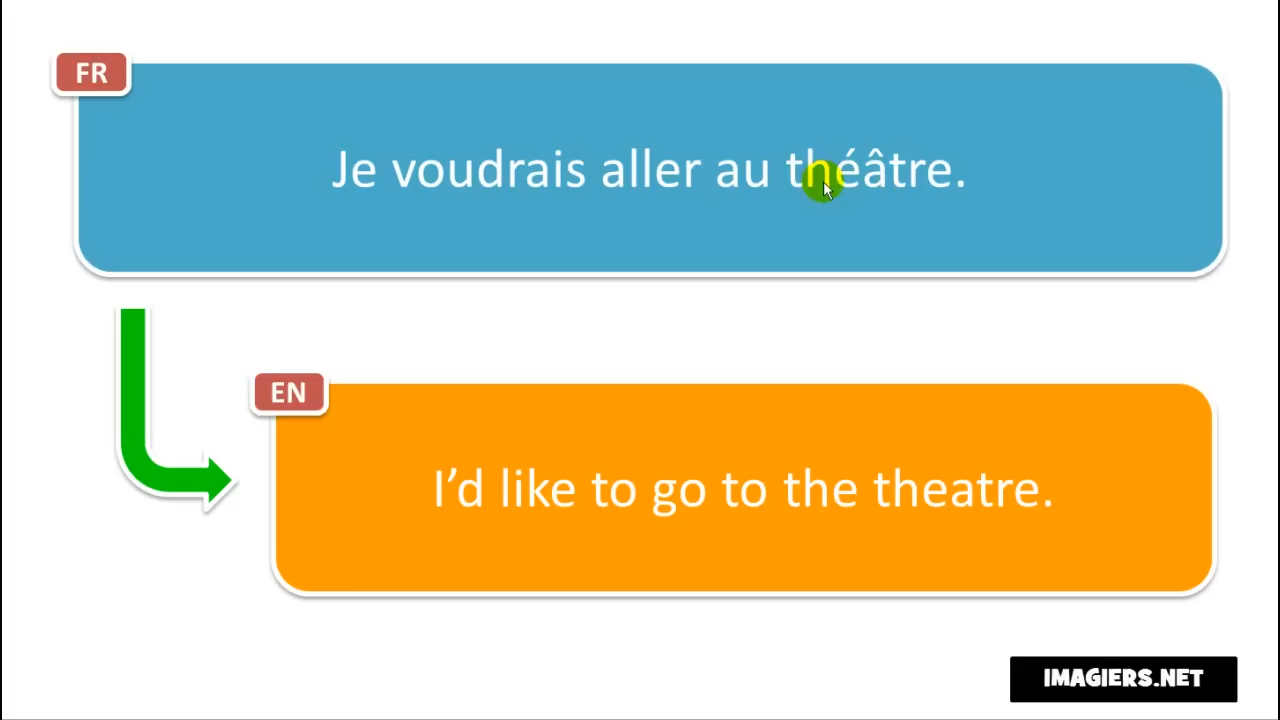 FR
Je voudrais aller au théâtre.
EN
I’d like to go to the theatre.
IMAGIERS.NET